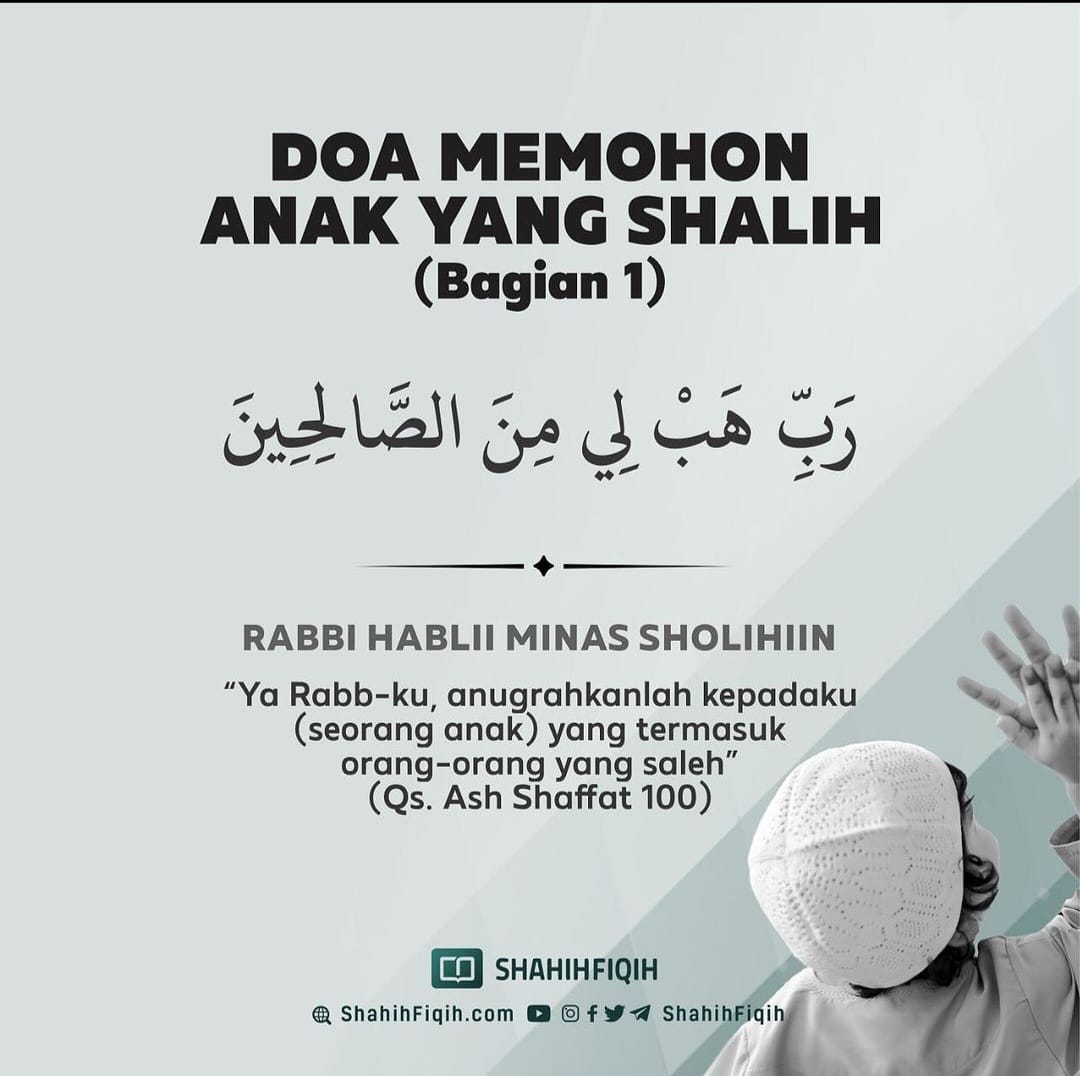 DOA MEMOHON
ANAK YANG SHALIH
(Bagian 1)
رَبِّ هَبْ لِي مِنَ الصَّالِحِينَ
RABBI HABLII MINAS SHOLIHIIN
“Ya Rabb-ku, anugrahkanlah kepadaku
(seorang anak) yang termasuk
orang-orang yang saleh”
(Qs. Ash Shaffat 100)
SHAHIHFIQIH
ShahihFiqih.com ShahihFiqih